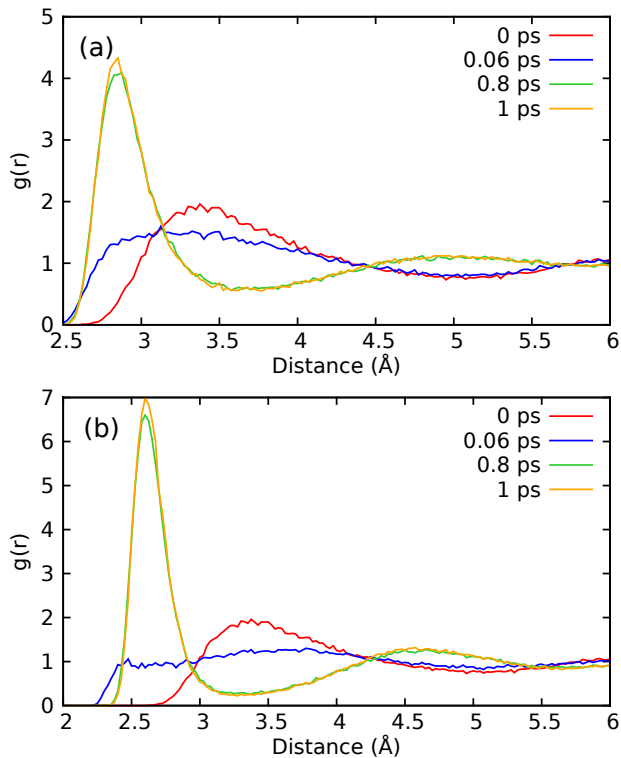 5
4
3
2
1
0
g(r)
(a)
0 ps
0.06 ps
0.8 ps
1 ps
2.5 3 3.5 4 4.5 5 5.5 6
Distance (Å)
7
6
5
4
3
2
1
0
g(r)
(b)
0 ps
0.06 ps
0.8 ps
1 ps
2 2.5 3 3.5 4 4.5 5 5.5 6
Distance (Å)